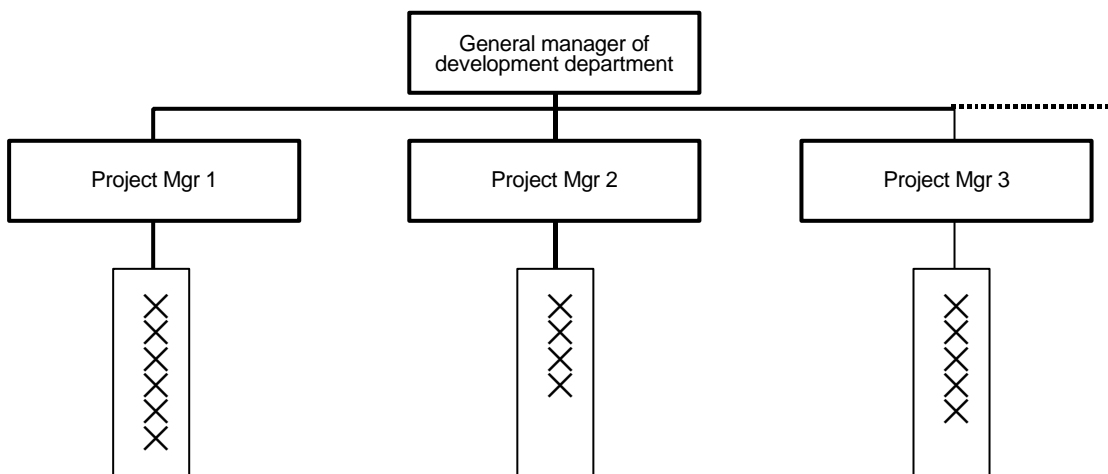 General manager of
development department
Project Mgr 1
Project Mgr 2
Project Mgr 3